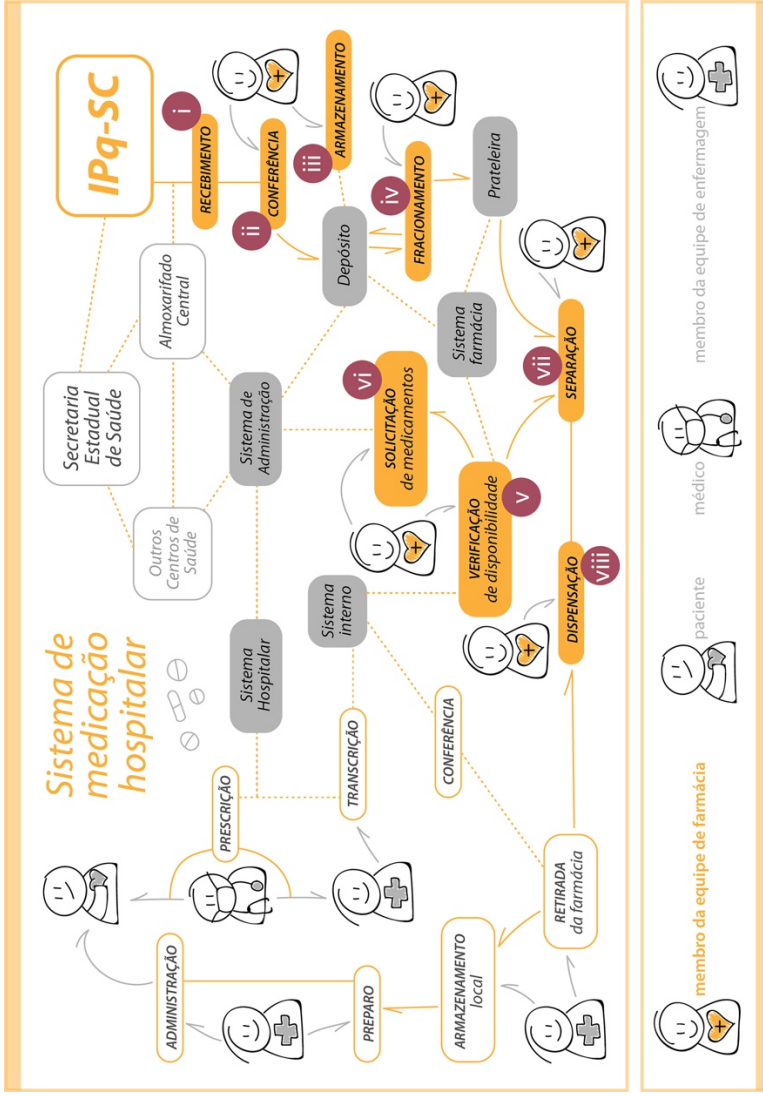 Sistema de
medicação
hospitalar
Secretaria
Estadual
de Saúde
IPq-SC
Outros
Centros de
Saúde
Almoxarifado
Central
i
RECEBIMENTO
ADMINISTRAÇÃO
PRESCRIÇÃO
Sistema
Hospitalar
Sistema de
Administração
ii
CONFERÊNCIA
iii
ARMAZENAMENTO
TRANSCRIÇÃO
Sistema
interno
Depósito
PREPARO
vi
SOLICITAÇÃO
de medicamentos
iv
FRACIONAMENTO
ARMAZENAMENTO
local
CONFERÊNCIA
VERIFICAÇÃO
de disponibilidade
v
Sistema
farmácia
Prateleira
RETIRADA
da farmácia
DISPENSAÇÃO
viii
vii
SEPARAÇÃO
membro da equipe de farmácia
paciente
médico
membro da equipe de enfermagem